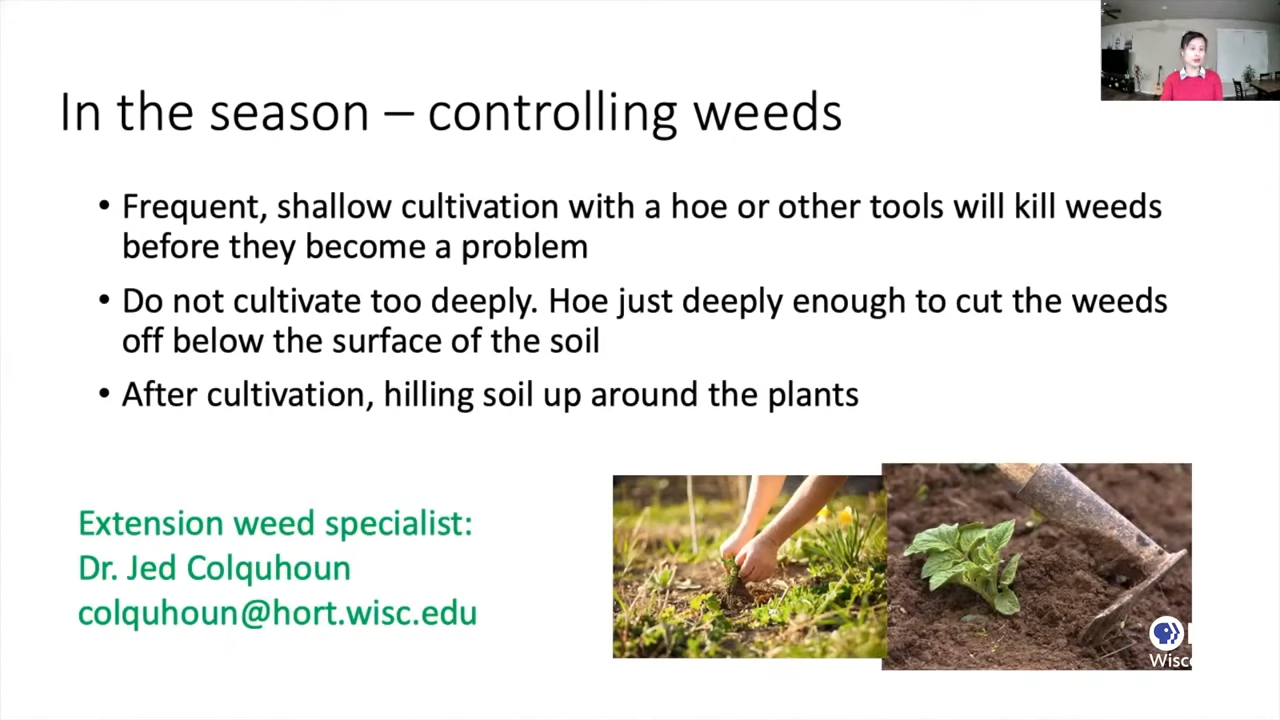 In the season – controlling weeds
• Frequent, shallow cultivation with a hoe or other tools will kill weeds
before they become a problem
• Do not cultivate too deeply. Hoe just deeply enough to cut the weeds
off below the surface of the soil
• After cultivation, hilling soil up around the plants
Extension weed specialist:
Dr. Jed Colquhoun
colquhoun@hort.wisc.edu